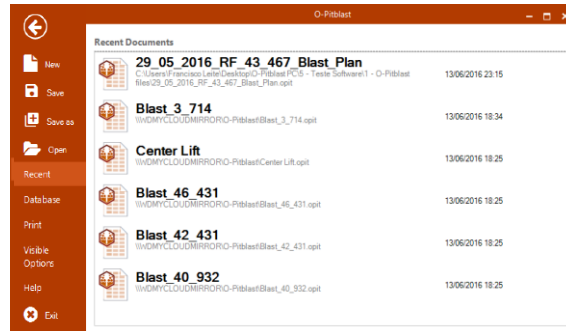 O-Pitblast
New
Save
Save as
Open
Recent
Database
Print
Visible
Options
Help
Exit
Recent Documents
29_05_2016_RF_43_467_Blast_Plan
C:\Users\Francisco Leite\Desktop\O-Pitblast PC\5 - Teste Software\1 - O-Pitblast
files\29_05_2016_RF_43_467_Blast_Plan.opit
13/06/2016 23:15
Blast_3_714
\\WDMYCLOUDMIRROR\O-Pitblast\Blast_3_714.opit
13/06/2016 18:34
Center Lift
\\WDMYCLOUDMIRROR\O-Pitblast\Center Lift.opit
13/06/2016 18:25
Blast_46_431
\\WDMYCLOUDMIRROR\O-Pitblast\Blast_46_431.opit
13/06/2016 18:25
Blast_42_431
\\WDMYCLOUDMIRROR\O-Pitblast\Blast_42_431.opit
13/06/2016 18:25
Blast_40_932
\\WDMYCLOUDMIRROR\O-Pitblast\Blast_40_932.opit
13/06/2016 18:25